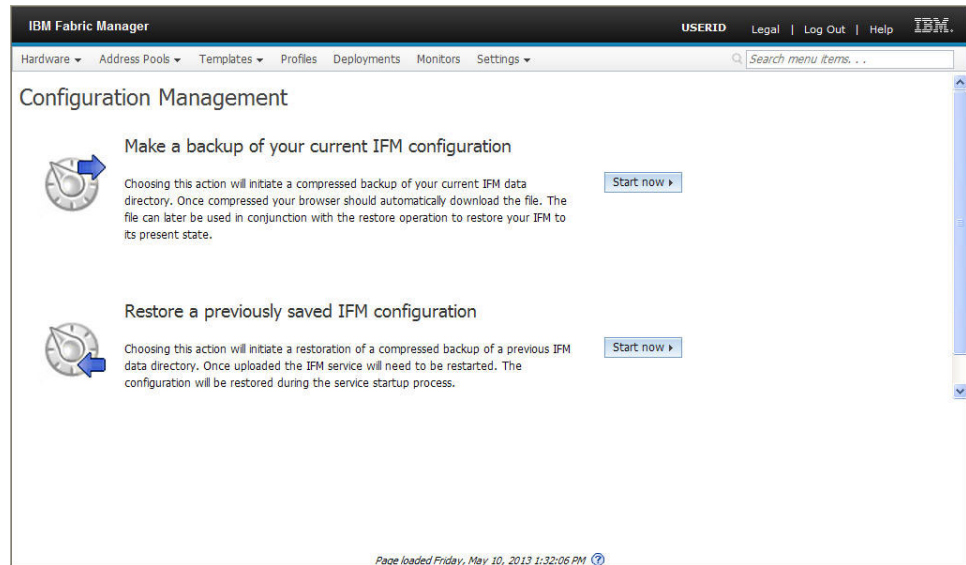 IBM Fabric Manager
USERID Legal | Log Out | Help IBM.
Hardware Address Pools Templates Profiles Deployments Monitors Settings Search menu items. . .
Configuration Management
Make a backup of your current IFM configuration
Choosing this action will initiate a compressed backup of your current IFM data
directory. Once compressed your browser should automatically download the file. The
file can later be used in conjunction with the restore operation to restore your IFM to
its present state.
Start now
Restore a previously saved IFM configuration
Choosing this action will initiate a restoration of a compressed backup of a previous IFM
data directory. Once uploaded the IFM service will need to be restarted. The
configuration will be restored during the service startup process.
Start now
Page loaded Friday, May 10, 2013 1:32:06 PM ?